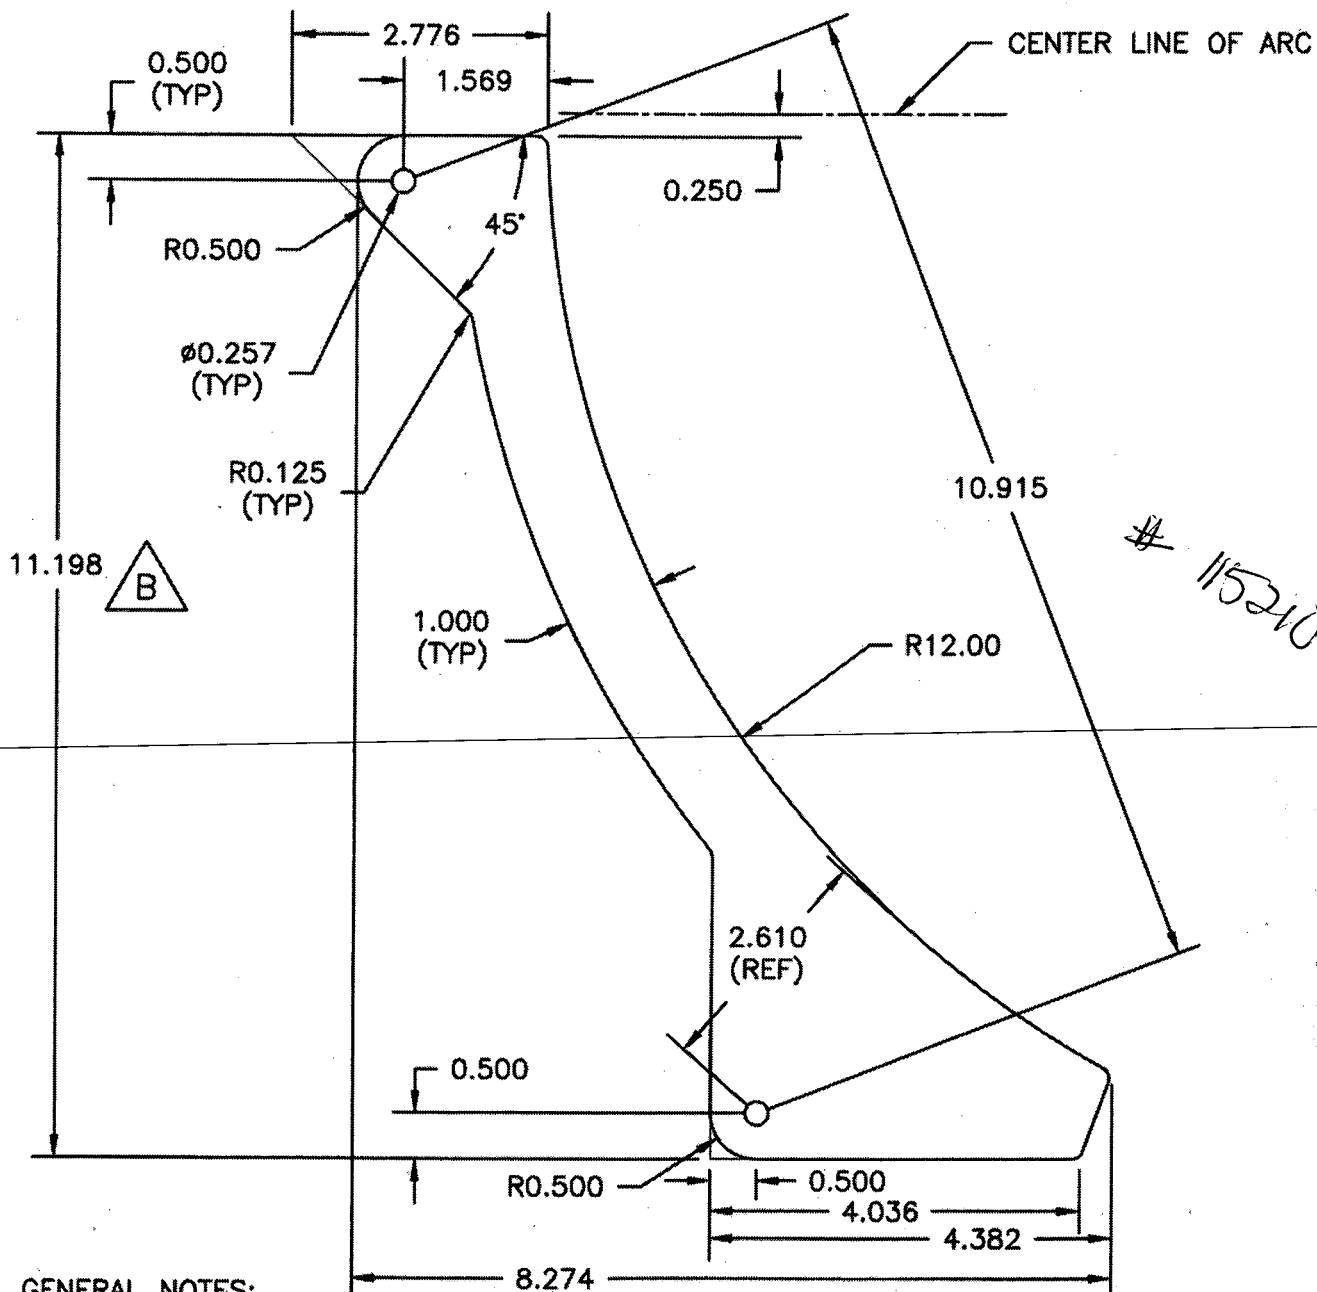 2.776
CENTER LINE OF ARC
0.500
(TYP)
1.569
0.250
45°
R0.500
ø0.257
(TYP)
R0.125
(TYP)
10.915
11.198
B
# 115210
1.000
(TYP)
R12.00
2.610
(REF)
0.500
R0.500
0.500
4.036
4.382
8.274
GENERAL NOTES: